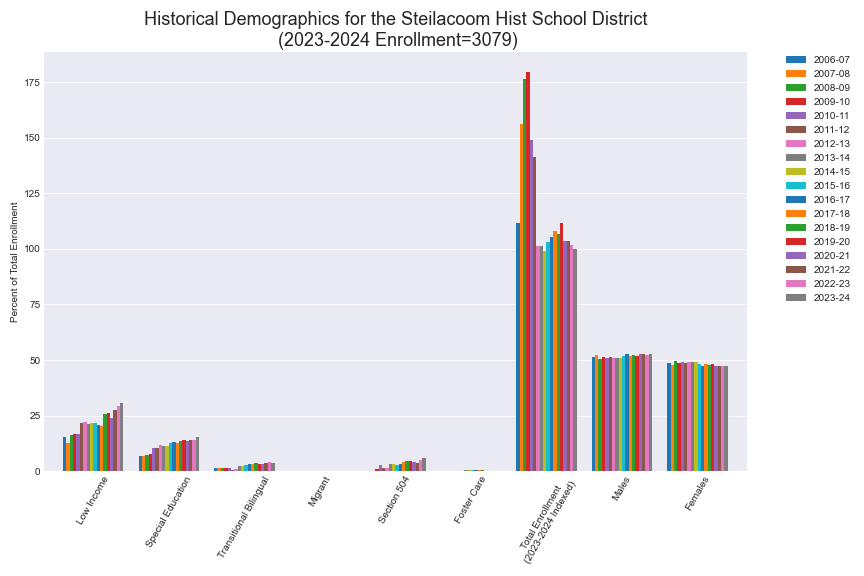 Historical Demographics for the Steilacoom Hist School District
(2023-2024 Enrollment=3079)
Percent of Total Enrollment
175
150
125
100
75
50
25
0
Low Income
Special Education
Transitional Bilingual
Migrant
Section 504
Foster Care
Total Enrollment
(2023-2024 Indexed)
Males
Females
2006-07
2007-08
2008-09
2009-10
2010-11
2011-12
2012-13
2013-14
2014-15
2015-16
2016-17
2017-18
2018-19
2019-20
2020-21
2021-22
2022-23
2023-24